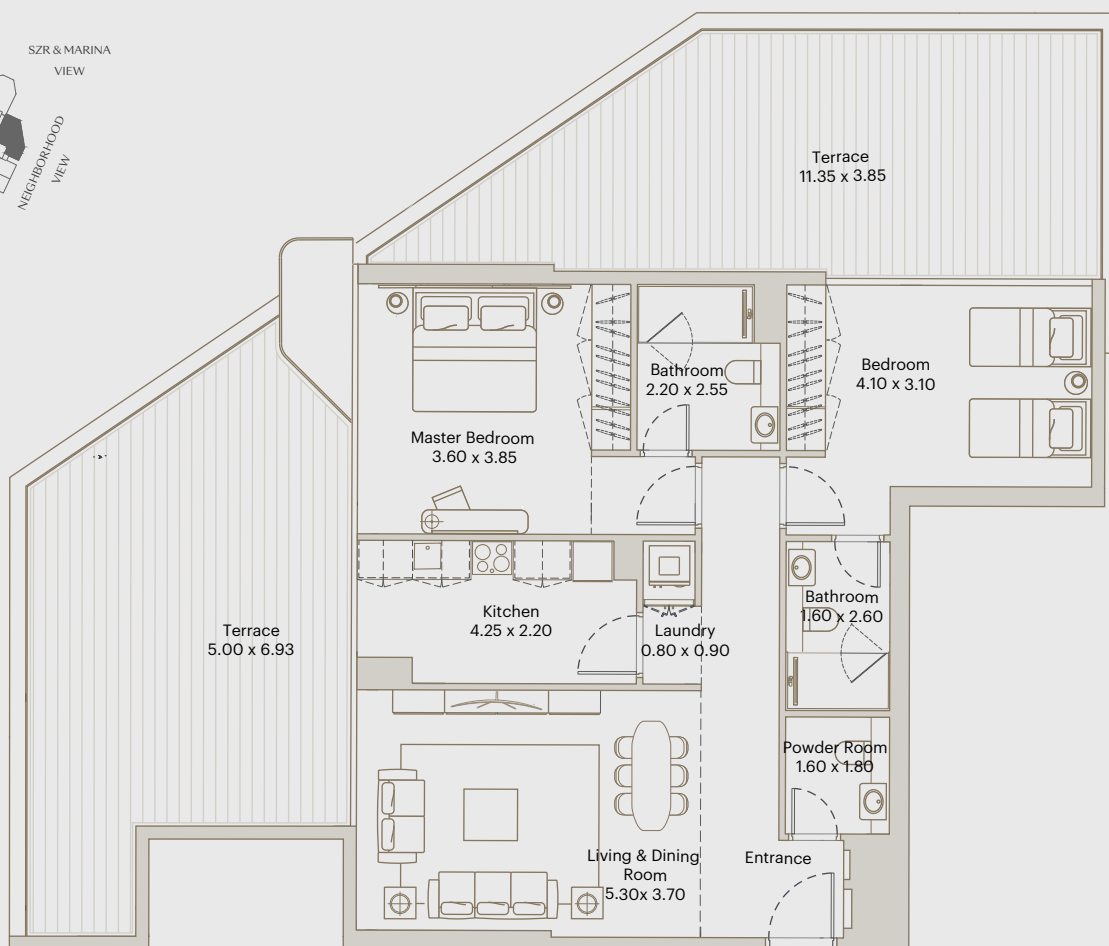 SZR & MARINA
VIEW
NEIGHBORHOOD
VIEW
Terrace
11.35 x 3.85
Bathroom
2.20 x 2.55
Bedroom
4.10 x 3.10
Master Bedroom
3.60 x 3.85
Kitchen
4.25 x 2.20
Laundry
0.80 x 0.90
Bathroom
1.60 x 2.60
Terrace
5.00 x 6.93
Powder Room
1.60 x 1.80
Living & Dining
Room
5.30x 3.70
Entrance